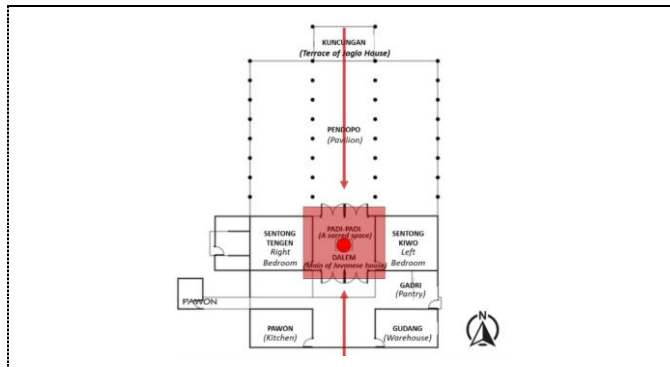 KUNCUNGAN
(Terrace of Joglo House)
PENDOPO
(Pavilion)
PADI-PADI
(A sacred space)
SENTONG
TENGEN
Right
Bedroom
SENTONG
KIWO
Left
Bedroom
DALEM
(Main of Javanese house)
GADRI
(Pantry)
PAWON
PAWON
(Kitchen)
GUDANG
(Warehouse)
N